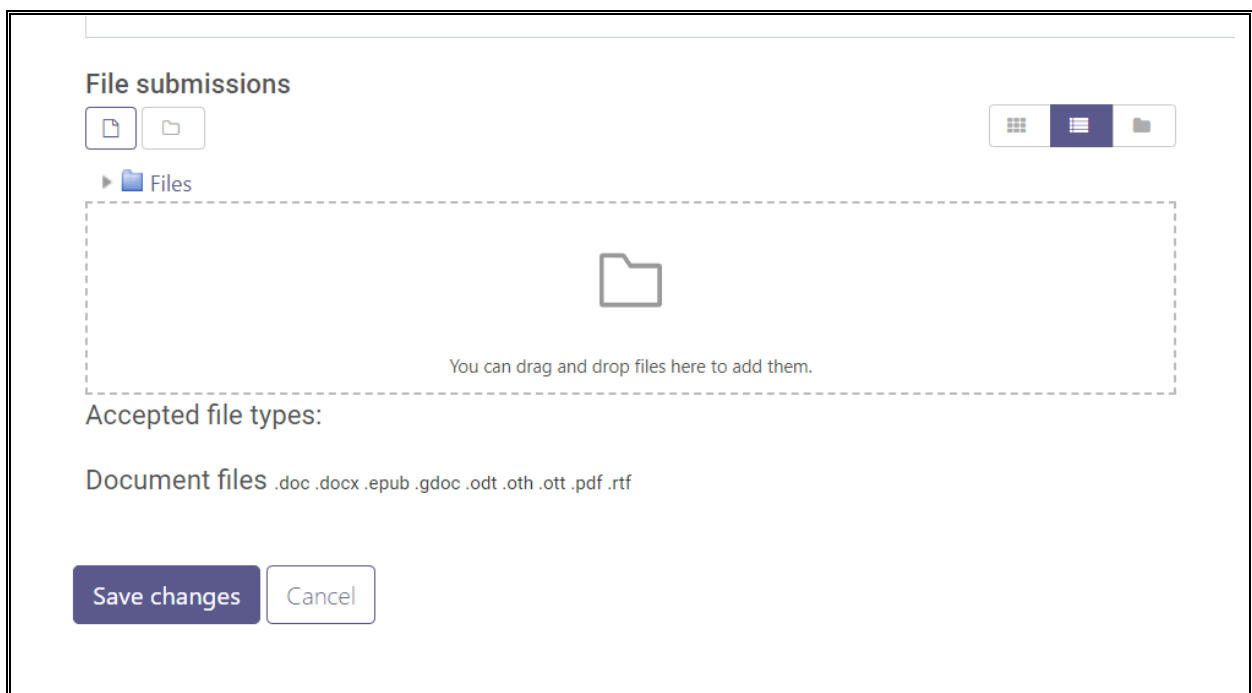 File submissions
Files
You can drag and drop files here to add them.
Accepted file types:
Document files .doc .docx .epub .gdoc .odt .oth .ott .pdf .rtf
Save changes Cancel